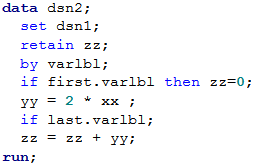 data dsn2;
set dsn1;
retain zz;
by varlbl;
if first.varlbl then zz=0;
yy = 2 * xx ;
if last.varlbl;
zz = zz + yy;
run;